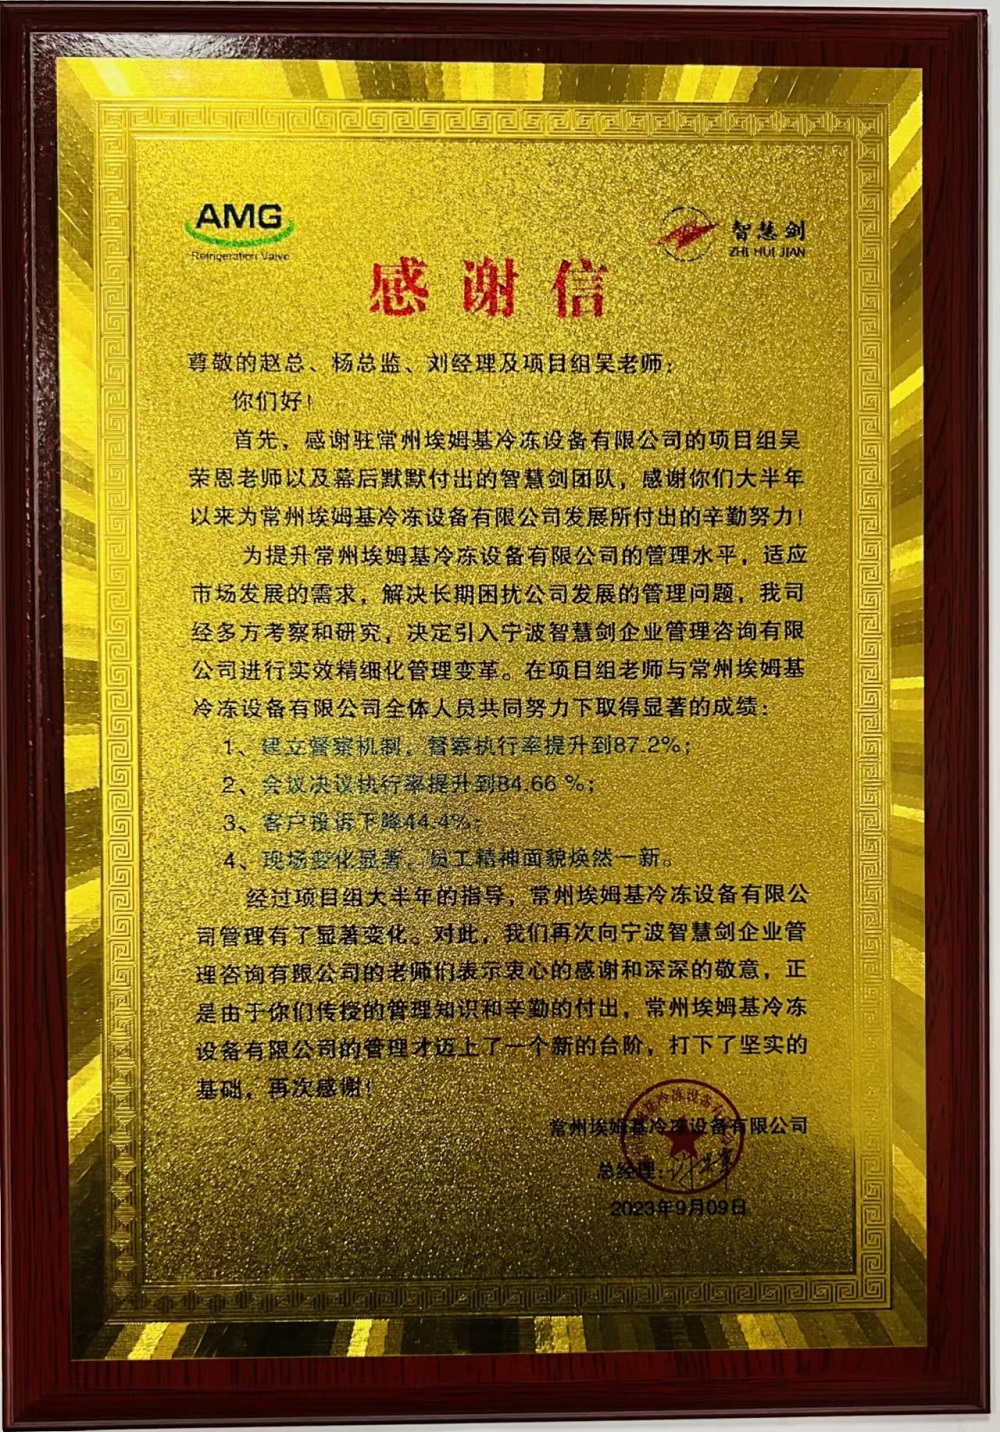 AMG
Refrigeration Valve
智慧剑
ZHI HUI JIAN
感谢信
尊敬的赵总、杨总监、刘经理及项目组吴老师：
你们好！
首先，感谢驻常州埃姆基冷冻设备有限公司的项目组吴
荣恩老师以及幕后默默付出的智慧剑团队，感谢你们大半年
以来为常州埃姆基冷冻设备有限公司发展所付出的辛勤努力！
为提升常州埃姆基冷冻设备有限公司的管理水平，适应
市场发展的需求，解决长期困扰公司发展的管理问题，我司
经多方考察和研究，决定引入宁波智慧剑企业管理咨询有限
公司进行实效精细化管理变革。在项目组老师与常州埃姆基
冷冻设备有限公司全体人员共同努力下取得显著的成绩：
1、建立督察机制，督察执行率提升到87.2%；
2、会议决议执行率提升到84.66 %；
3、客户投诉下降44.4%；
4、现场变化显著，员工精神面貌焕然一新。
经过项目组大半年的指导，常州埃姆基冷冻设备有限公
司管理有了显著变化。对此，我们再次向宁波智慧剑企业管
理咨询有限公司的老师们表示衷心的感谢和深深的敬意，正
是由于你们传授的管理知识和辛勤的付出，常州埃姆基冷冻
设备有限公司的管理才迈上了一个新的台阶，打下了坚实的
基础，再次感谢！
常州埃姆基冷冻设备有限公司
总经理：
2023年9月09日